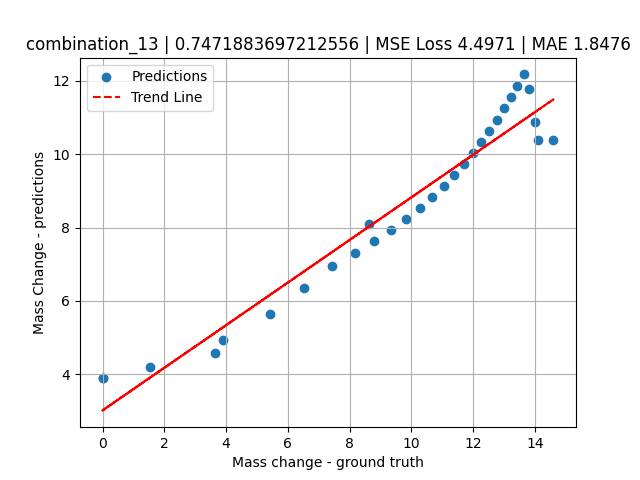 combination_13 | 0.7471883697212556 | MSE Loss 4.4971 | MAE 1.8476
Predictions
Trend Line
12
10
8
6
4
Mass Change - predictions
0 2 4 6 8 10 12 14
Mass change - ground truth